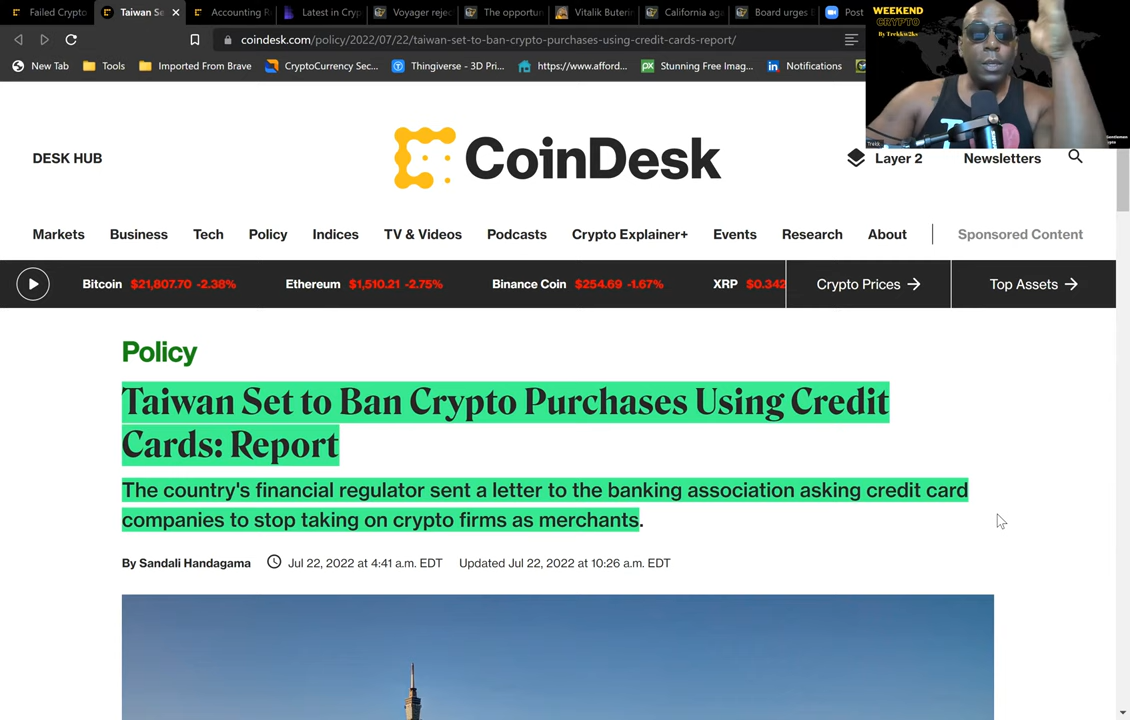 Failed Crypto
Taiwan Se
Accounting R
Latest in Cryp
Voyager reje
The opportun
Vitalik Buterin
California aga
Board urges
Post
coindesk.com/policy/2022/07/22/taiwan-set-to-ban-crypto-purchases-using-credit-cards-report/
New Tab
Tools
Imported From Brave
CryptoCurrency Sec...
Thingiverse - 3D Pri...
https://www.afford...
Stunning Free Imag...
Notifications
WEEKEND
CRYPTO
By Trekkin2ks
Trekk
DESK HUB
CoinDesk
Layer 2
Newsletters
Markets
Business
Tech
Policy
Indices
TV & Videos
Podcasts
Crypto Explainer+
Events
Research
About
Sponsored Content
Bitcoin $21,807.70 -2.38%
Ethereum $1,510.21 -2.75%
Binance Coin $254.69 -1.67%
XRP $0.342
Crypto Prices
Top Assets
Policy
Taiwan Set to Ban Crypto Purchases Using Credit
Cards: Report
The country's financial regulator sent a letter to the banking association asking credit card
companies to stop taking on crypto firms as merchants.
By Sandali Handagama
Jul 22, 2022 at 4:41 a.m. EDT
Updated Jul 22, 2022 at 10:26 a.m. EDT